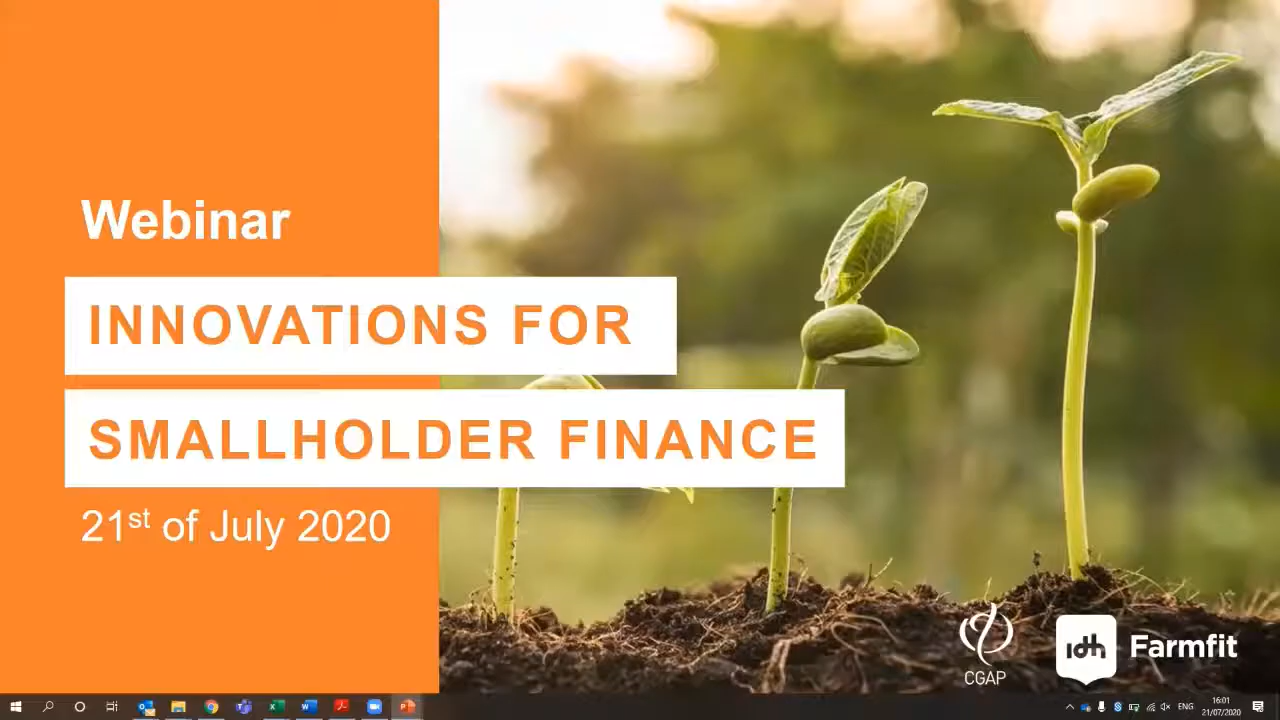 Webinar
INNOVATIONS FOR
SMALLHOLDER FINANCE
21st of July 2020
CGAP
idh Farmfit
ENG
16:01
21/07/2020